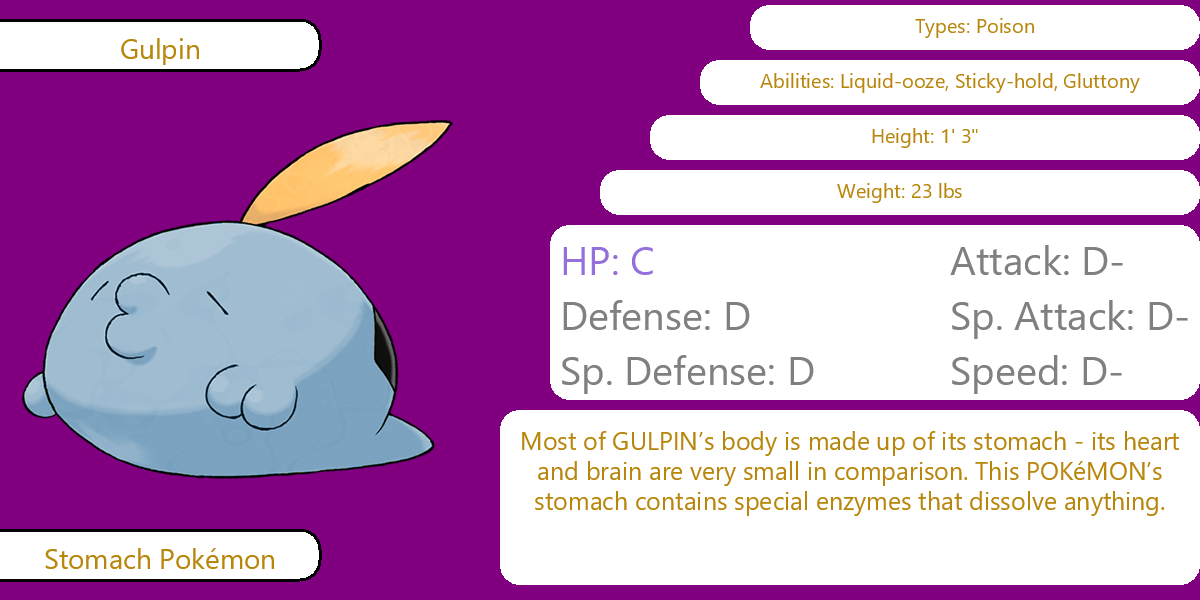 Gulpin
Types: Poison
Abilities: Liquid-ooze, Sticky-hold, Gluttony
Height: 1' 3"
Weight: 23 lbs
HP: C
Attack: D-
Defense: D
Sp. Attack: D-
Sp. Defense: D
Speed: D-
Most of GULPIN’s body is made up of its stomach - its heart
and brain are very small in comparison. This POKéMON’s
stomach contains special enzymes that dissolve anything.
Stomach Pokémon